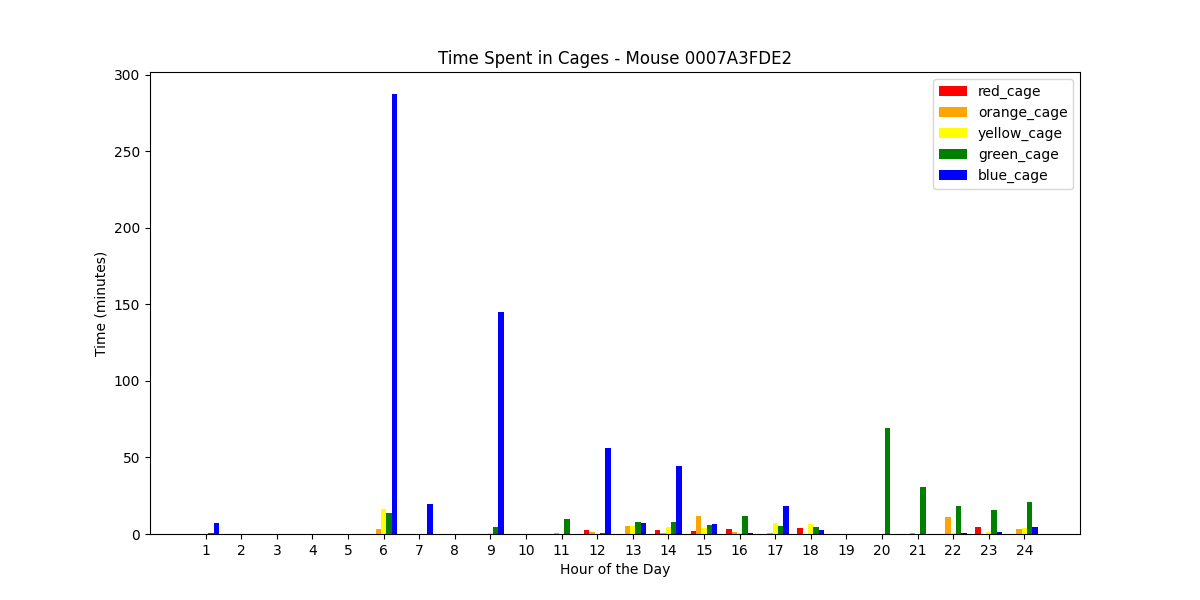 Time Spent in Cages - Mouse 0007A3FDE2
300
250
200
150
100
50
0
Time (minutes)
red_cage
orange_cage
yellow_cage
green_cage
blue_cage
1 2 3 4 5 6 7 8 9 10 11 12 13 14 15 16 17 18 19 20 21 22 23 24
Hour of the Day